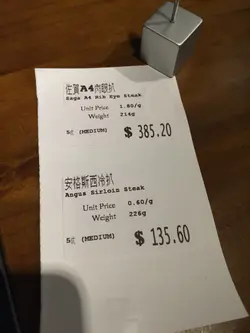 佐賀A4肉眼扒
Saga A4 Rib Eye Steak
Unit Price 1.80/g
Weight 214g
5成 (MEDIUM) $ 385.20
安格斯西冷扒
Angus Sirloin Steak
Unit Price 0.60/g
Weight 226g
5成 (MEDIUM) $ 135.60